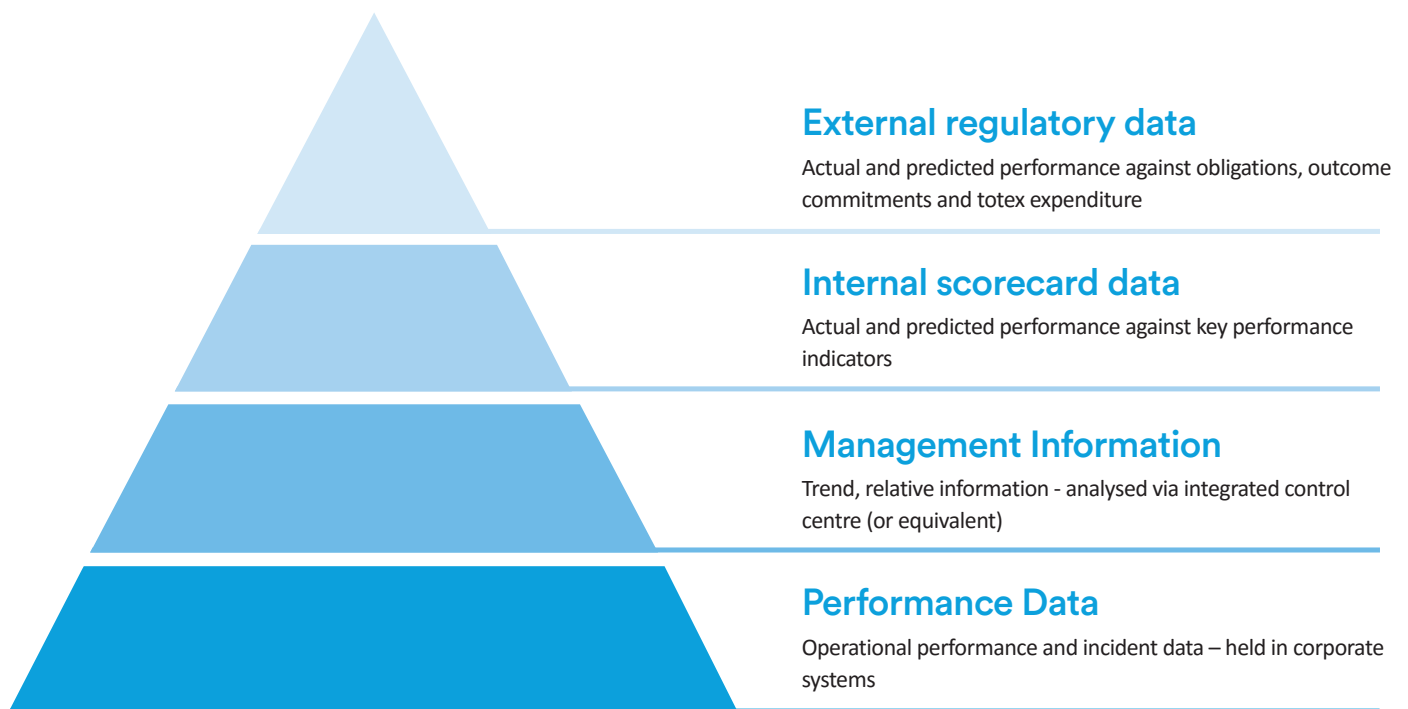 External regulatory data
Actual and predicted performance against obligations, outcome
commitments and totex expenditure
Internal scorecard data
Actual and predicted performance against key performance
indicators
Management Information
Trend, relative information - analysed via integrated control
centre (or equivalent)
Performance Data
Operational performance and incident data – held in corporate
systems